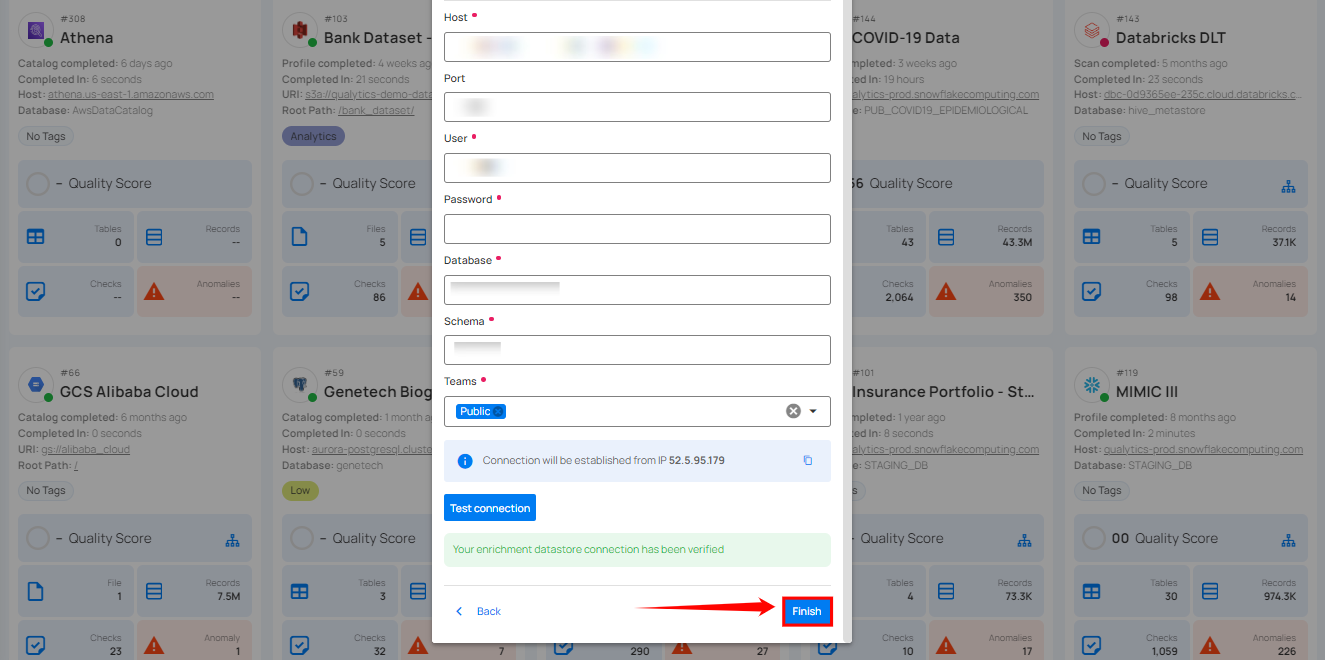 #308
Athena
Catalog completed: 6 days ago
Completed In: 6 seconds
Host: athena.us-east-1.amazonaws.com
Database: AwsDataCatalog
No Tags
– Quality Score
Tables
0
Records
--
Checks
--
Anomalies
--
#103
Bank Dataset -
Profile completed: 4 weeks ago
Completed In: 21 seconds
URI: s3a://qualytics-demo-data
Root Path: /bank_dataset/
Analytics
– Quality Score
Files
5
Checks
86
Host
Port
User
Password
Database
Schema
Teams
Public
Connection will be established from IP 52.5.95.179
Test connection
Your enrichment datastore connection has been verified
Back
Finish
#144
COVID-19 Data
mpleted: 3 weeks ago
ed In: 19 hours
alytics-prod.snowflakecomputing.com
e: PUB_COVID19_EPIDEMIOLOGICAL
56 Quality Score
Tables
43
Records
43.3M
Checks
2,064
Anomalies
350
#143
Databricks DLT
Scan completed: 5 months ago
Completed In: 23 seconds
Host: dbc-0d9365ee-235c.cloud.databricks.c...
Database: hive_metastore
No Tags
– Quality Score
Tables
5
Records
37.1K
Checks
98
Anomalies
14
#66
GCS Alibaba Cloud
Catalog completed: 6 months ago
Completed In: 0 seconds
URI: gs://alibaba_cloud
Root Path: /
No Tags
– Quality Score
File
1
Records
7.5M
Checks
23
Anomaly
1
#59
Genetech Biog
Catalog completed: 1 month ago
Completed In: 0 seconds
Host: aurora-postgresql.cluste
Database: genetech
Low
– Quality Score
Tables
3
Checks
32
7
290
27
#101
Insurance Portfolio - St...
mpleted: 1 year ago
ed In: 8 seconds
alytics-prod.snowflakecomputing.com
e: STAGING_DB
s
Quality Score
Tables
4
Records
73.3K
Checks
10
Anomalies
17
#119
MIMIC III
Profile completed: 8 months ago
Completed In: 2 minutes
Host: qualytics-prod.snowflakecomputing.com
Database: STAGING_DB
No Tags
00 Quality Score
Tables
30
Records
974.3K
Checks
1,059
Anomalies
226